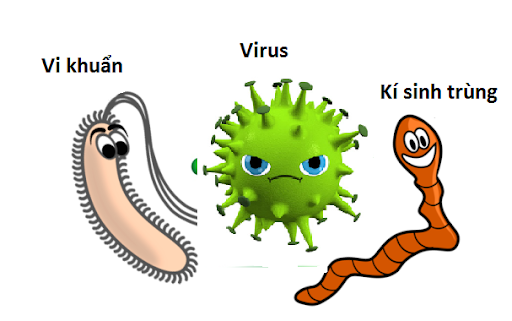 Vi khuẩn
Virus
Kí sinh trùng